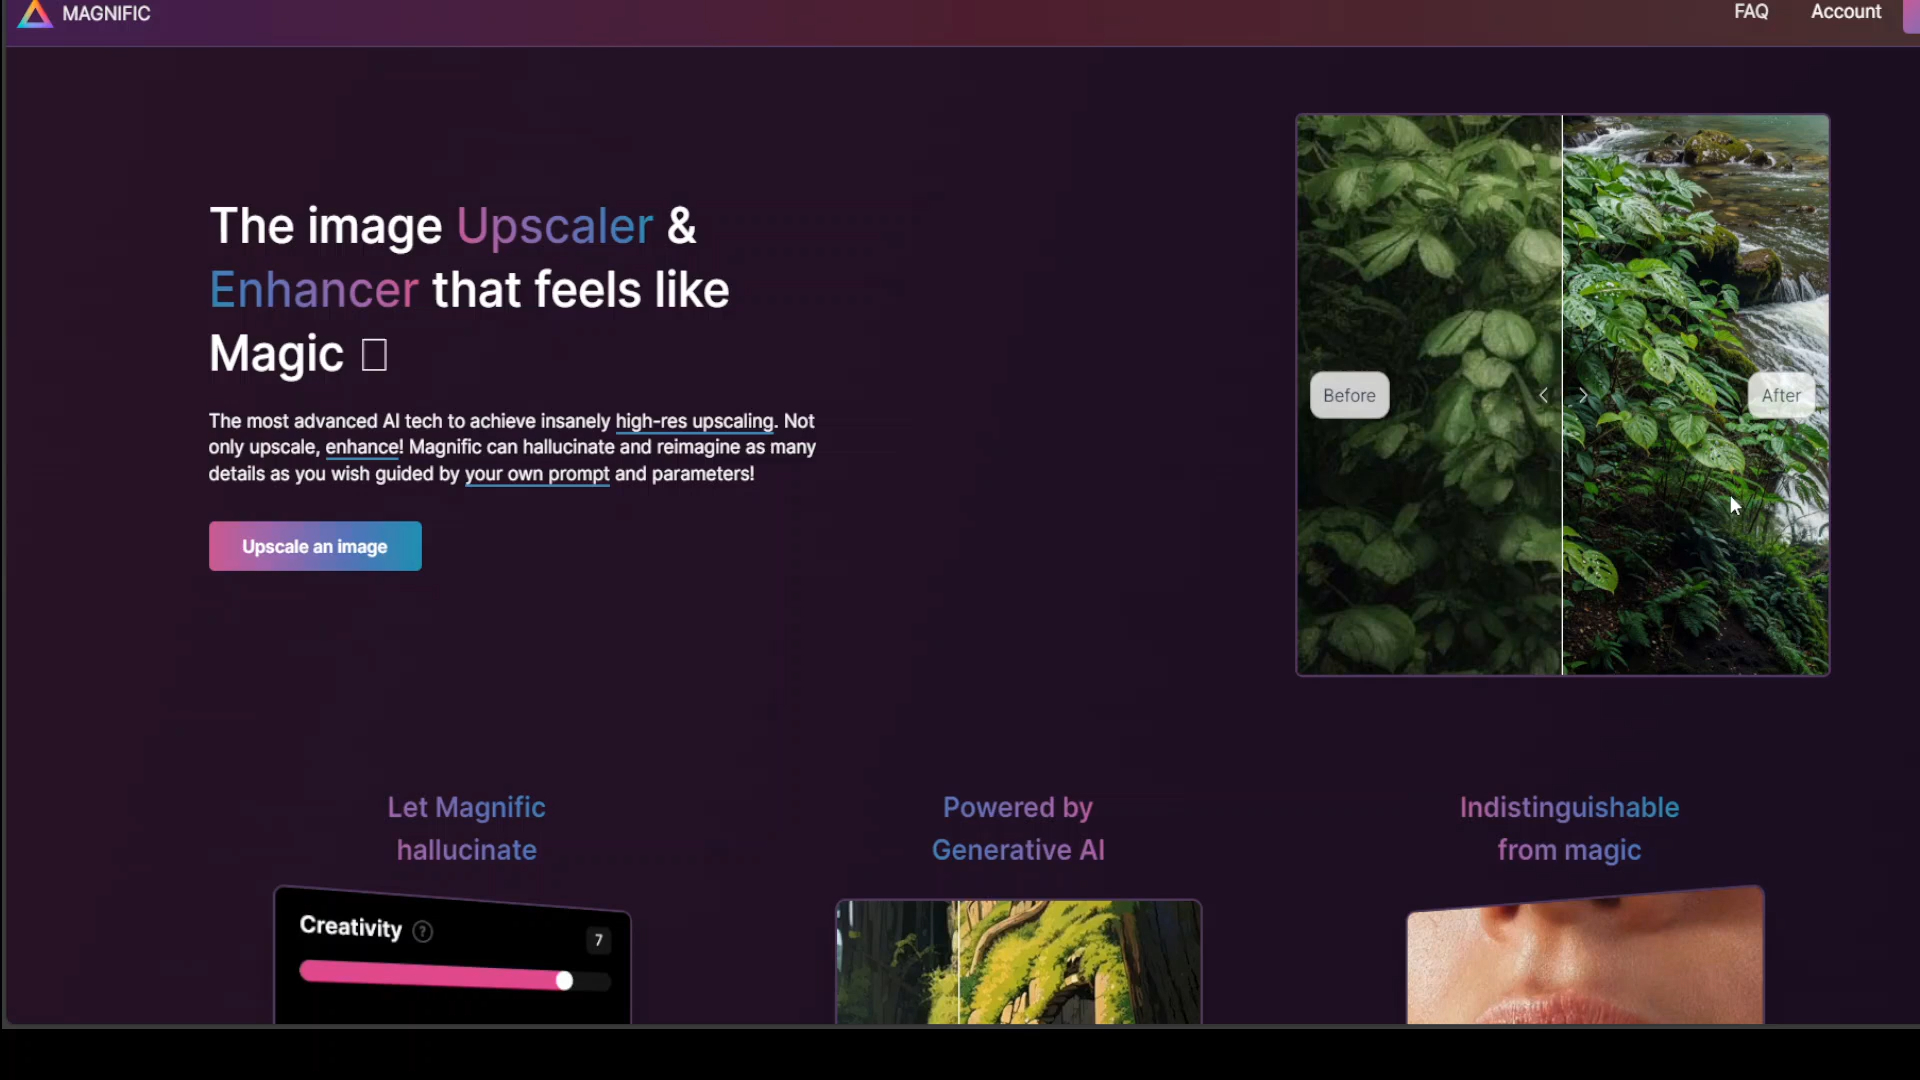 MAGNIFIC
FAQ
Account
The image Upscaler &
Enhancer that feels like
Magic
The most advanced AI tech to achieve insanely high-res upscaling. Not
only upscale, enhance! Magnific can hallucinate and reimagine as many
details as you wish guided by your own prompt and parameters!
Upscale an image
Before
After
Let Magnific
hallucinate
Powered by
Generative AI
Indistinguishable
from magic
Creativity ?
7